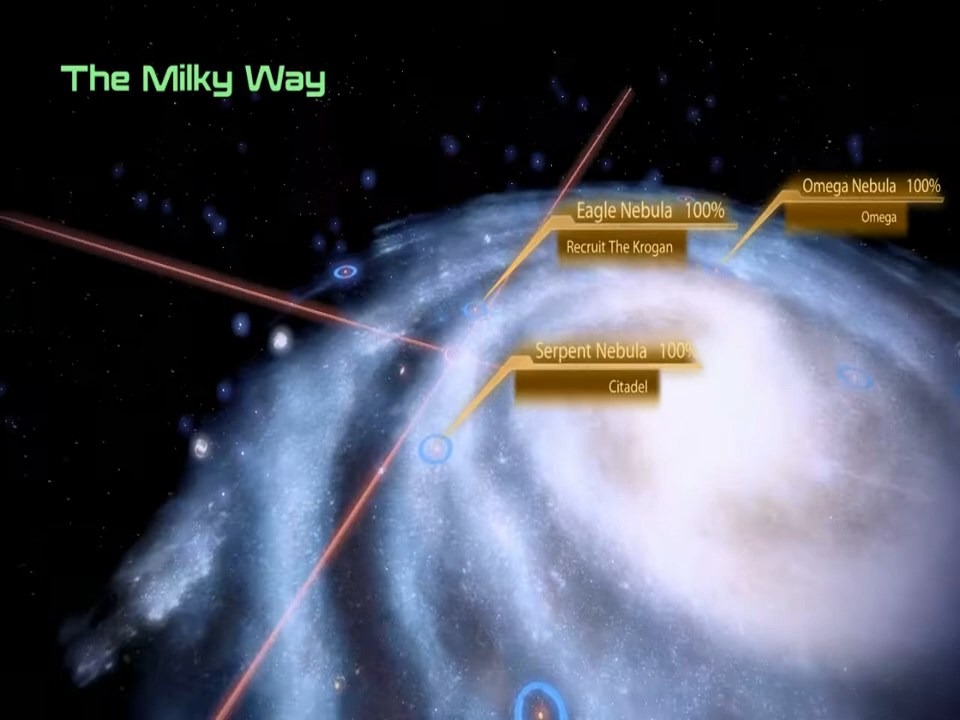 The Milky Way
Omega Nebula 100%
Omega
Eagle Nebula 100%
Recruit The Krogan
Serpent Nebula 100%
Citadel